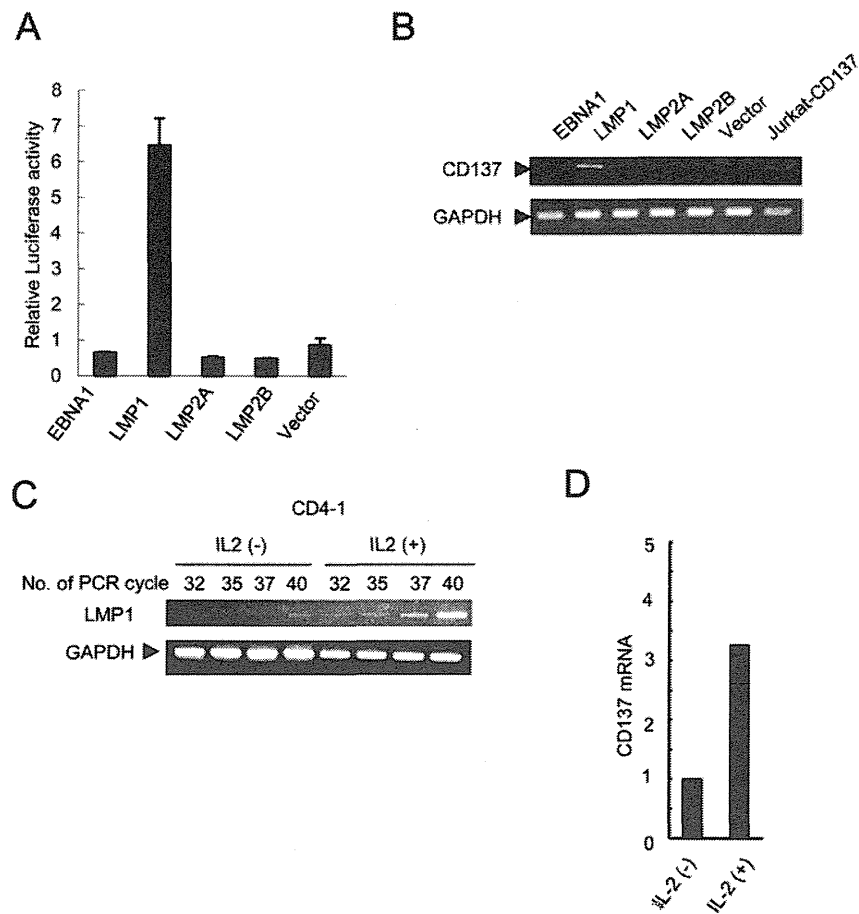 A
Relative Luciferase activity
8
7
6
5
4
3
2
1
0
EBNA1
LMP1
LMP2A
LMP2B
Vector
B
EBNA1
LMP1
LMP2A
LMP2B
Vector
Jurkat-CD137
CD137
GAPDH
C
CD4-1
IL2 (-) IL2 (+)
No. of PCR cycle 32 35 37 40 32 35 37 40
LMP1
GAPDH
D
CD137 mRNA
5
4
3
3
1
0
IL-2 (-)
IL-2 (+)